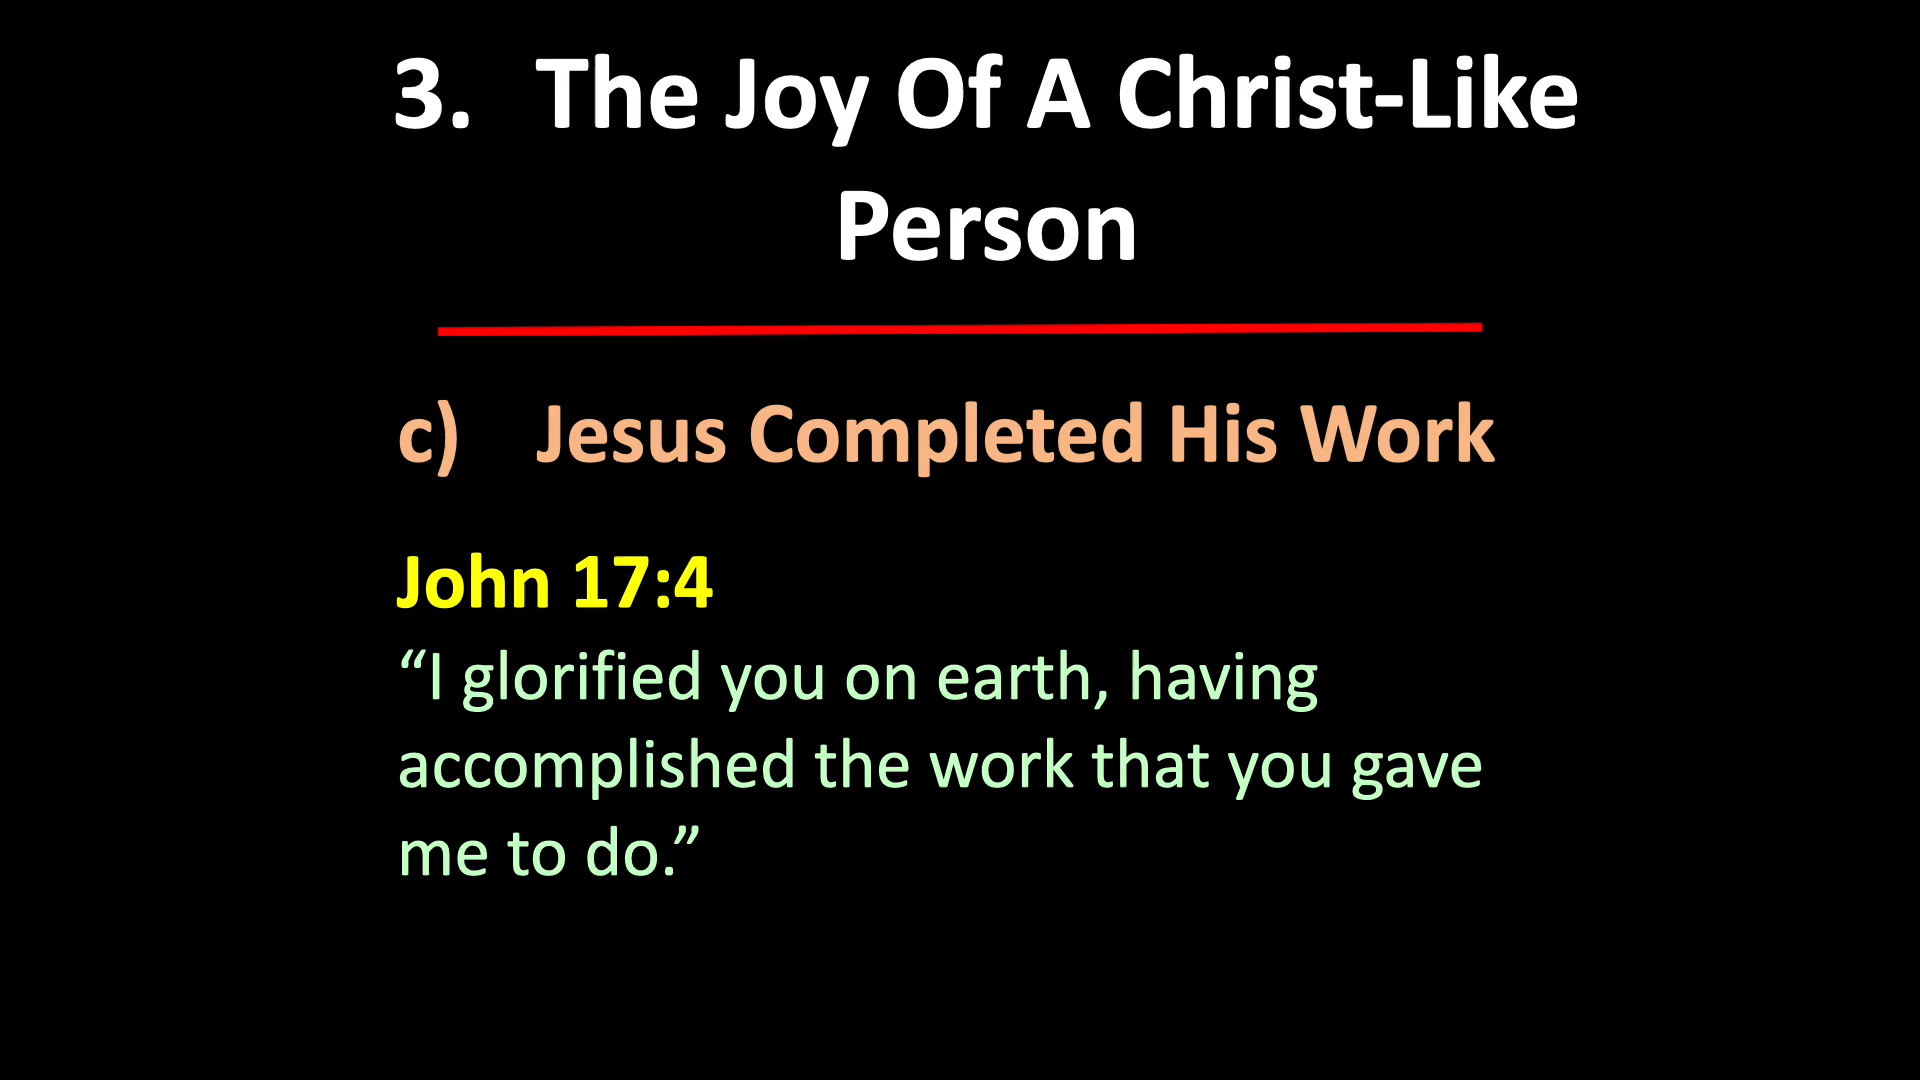 3. The Joy Of A Christ-Like
Person
c) Jesus Completed His Work
John 17:4
“I glorified you on earth, having
accomplished the work that you gave
me to do.”